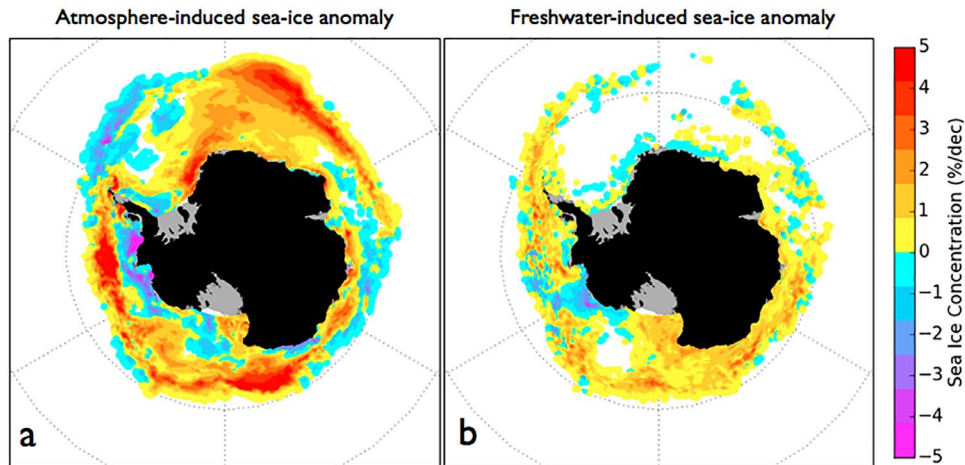 Atmosphere-induced sea-ice anomaly
Freshwater-induced sea-ice anomaly
a
b
5
4
3
2
1
0
−1
−2
−3
−4
−5
Sea Ice Concentration (%/dec)